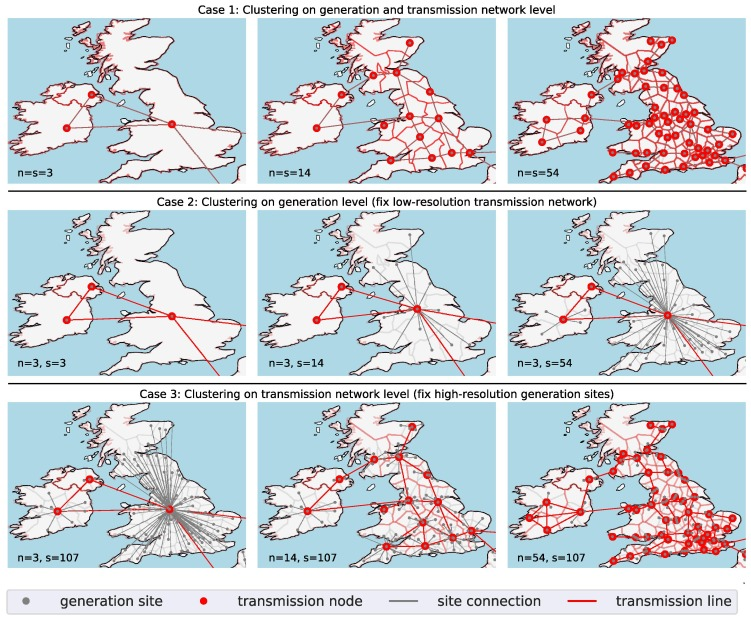 Case 1: Clustering on generation and transmission network level
n=s=3
n=s=14
n=s=54
Case 2: Clustering on generation level (fix low-resolution transmission network)
n=3, s=3
n=3, s=14
n=3, s=54
Case 3: Clustering on transmission network level (fix high-resolution generation sites)
n=3, s=107
n=14, s=107
n=54, s=107
generation site
transmission node
site connection
transmission line